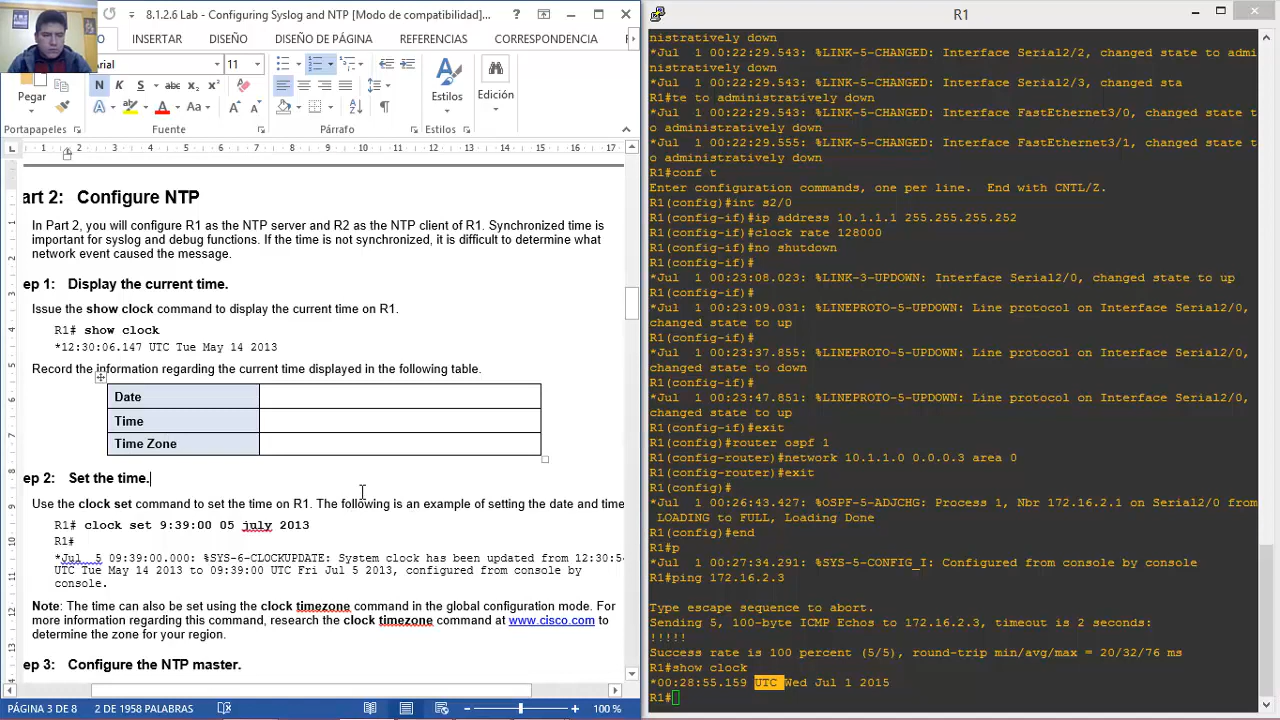 8.1.2.6 Lab - Configuring Syslog and NTP [Modo de compatibilidad]...
INSERTAR DISEÑO DISEÑO DE PÁGINA REFERENCIAS CORRESPONDENCIA
Arial 11
Pegar
Estilos Edición
Portapapeles Fuente Párrafo Estilos
art 2: Configure NTP
In Part 2, you will configure R1 as the NTP server and R2 as the NTP client of R1. Synchronized time is
important for syslog and debug functions. If the time is not synchronized, it is difficult to determine what
network event caused the message.
ep 1: Display the current time.
Issue the show clock command to display the current time on R1.
R1# show clock
*12:30:06.147 UTC Tue May 14 2013
Record the information regarding the current time displayed in the following table.
Date
Time
Time Zone
ep 2: Set the time.
Use the clock set command to set the time on R1. The following is an example of setting the date and time
R1# clock set 9:39:00 05 july 2013
R1#
*Jul 5 09:39:00.000: %SYS-6-CLOCKUPDATE: System clock has been updated from 12:30:54
UTC Tue May 14 2013 to 09:39:00 UTC Fri Jul 5 2013, configured from console by
console.
Note: The time can also be set using the clock timezone command in the global configuration mode. For
more information regarding this command, research the clock timezone command at www.cisco.com to
determine the zone for your region.
ep 3: Configure the NTP master.
PÁGINA 3 DE 8 2 DE 1958 PALABRAS 100 %
R1
nistratively down
*Jul 1 00:22:29.543: %LINK-5-CHANGED: Interface Serial2/2, changed state to admi
nistratively down
*Jul 1 00:22:29.543: %LINK-5-CHANGED: Interface Serial2/3, changed sta
R1#te to administratively down
*Jul 1 00:22:29.543: %LINK-5-CHANGED: Interface FastEthernet3/0, changed state t
o administratively down
*Jul 1 00:22:29.555: %LINK-5-CHANGED: Interface FastEthernet3/1, changed state t
o administratively down
R1#conf t
Enter configuration commands, one per line. End with CNTL/Z.
R1(config)#int s2/0
R1(config-if)#ip address 10.1.1.1 255.255.255.252
R1(config-if)#clock rate 128000
R1(config-if)#no shutdown
R1(config-if)#
*Jul 1 00:23:08.023: %LINK-3-UPDOWN: Interface Serial2/0, changed state to up
R1(config-if)#
*Jul 1 00:23:09.031: %LINEPROTO-5-UPDOWN: Line protocol on Interface Serial2/0,
changed state to up
R1(config-if)#
*Jul 1 00:23:37.855: %LINEPROTO-5-UPDOWN: Line protocol on Interface Serial2/0,
changed state to down
R1(config-if)#
*Jul 1 00:23:47.851: %LINEPROTO-5-UPDOWN: Line protocol on Interface Serial2/0,
changed state to up
R1(config-if)#exit
R1(config)#router ospf 1
R1(config-router)#network 10.1.1.0 0.0.0.3 area 0
R1(config-router)#exit
R1(config)#
*Jul 1 00:26:43.427: %OSPF-5-ADJCHG: Process 1, Nbr 172.16.2.1 on Serial2/0 from
LOADING to FULL, Loading Done
R1(config)#end
R1#p
*Jul 1 00:27:34.291: %SYS-5-CONFIG_I: Configured from console by console
R1#ping 172.16.2.3
Type escape sequence to abort.
Sending 5, 100-byte ICMP Echos to 172.16.2.3, timeout is 2 seconds:
!!!!!
Success rate is 100 percent (5/5), round-trip min/avg/max = 20/32/76 ms
R1#show clock
*00:28:55.159 UTC Wed Jul 1 2015
R1#